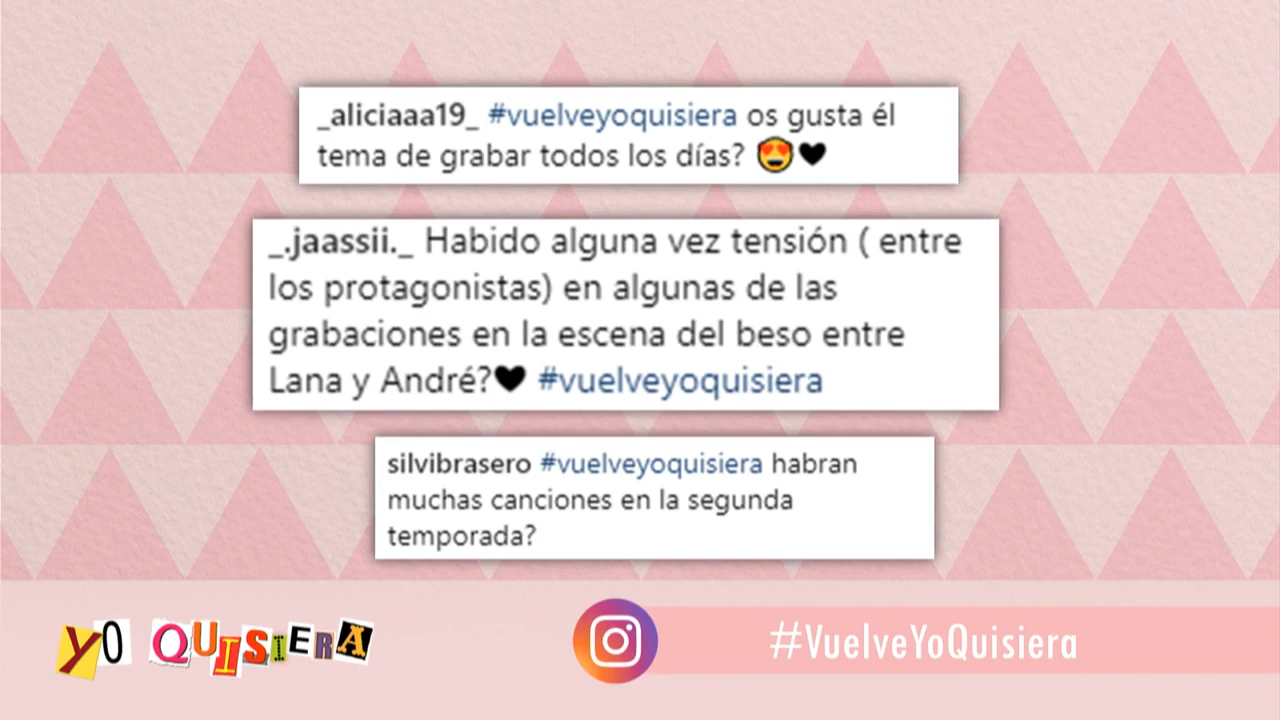 _aliciaaa19_ #vuelveyoquisiera os gusta él
tema de grabar todos los días? 😍🖤
_.jaassii._ Habido alguna vez tensión ( entre
los protagonistas) en algunas de las
grabaciones en la escena del beso entre
Lana y André?🖤 #vuelveyoquisiera
silvibrasero #vuelveyoquisiera habran
muchas canciones en la segunda
temporada?
YO QUISIERA
#VuelveYoQuisiera